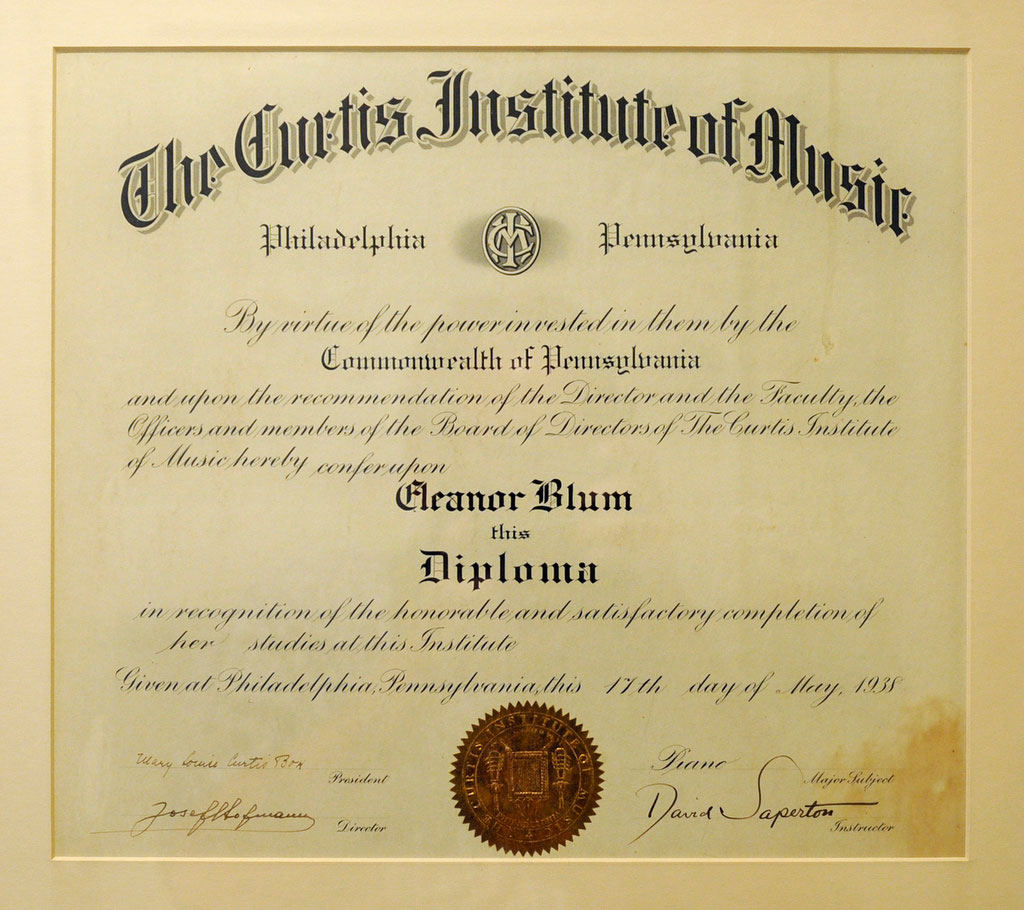 The Curtis Institute of Music
Philadelphia Pennsylvania
By virtue of the power invested in them by the
Commonwealth of Pennsylvania
and upon the recommendation of the Director and the Faculty, the
Officers and members of the Board of Directors of The Curtis Institute
of Music hereby confer upon
Eleanor Blum
this
Diploma
in recognition of the honorable and satisfactory completion of
her studies at this Institute
Given at Philadelphia, Pennsylvania, this 17th day of May, 1938
Mary Louise Curtis Bok
President
Josef Hofmann
Director
CURTIS INSTITUTE OF MUSIC
Piano
Major Subject
David Saperton
Instructor